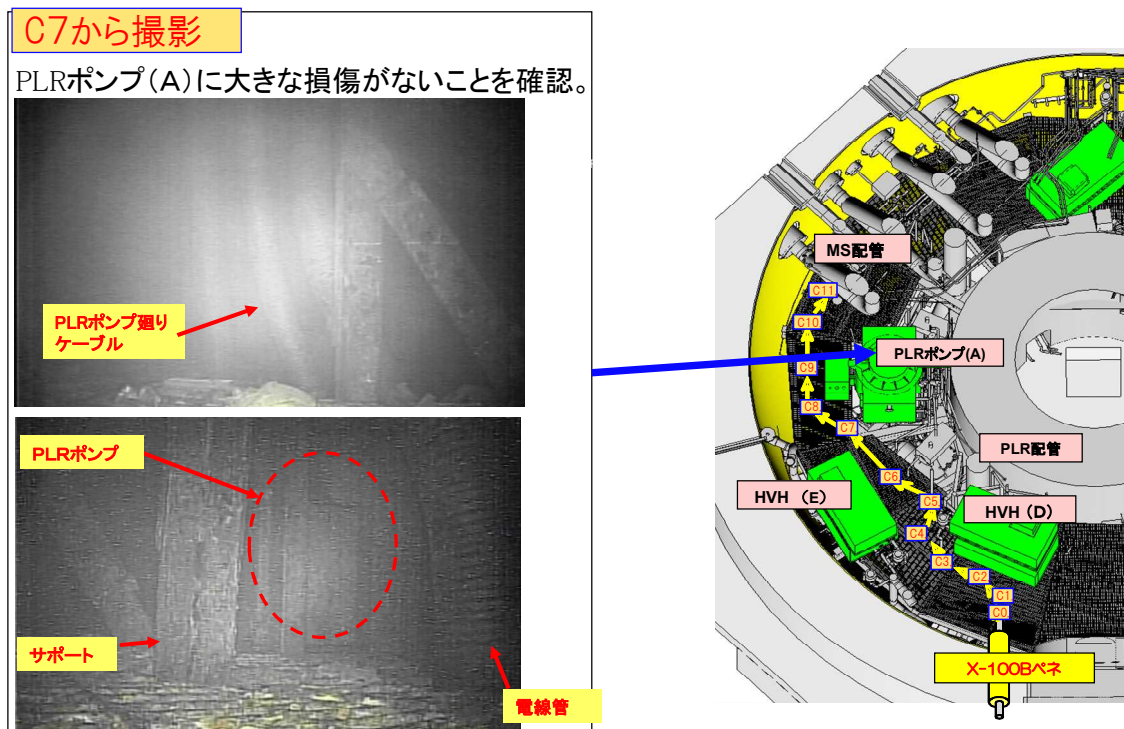 C7から撮影
PLRポンプ(A)に大きな損傷がないことを確認。
PLRポンプ廻り
ケーブル
PLRポンプ
サポート
電線管
MS配管
C11
C10
PLRポンプ(A)
C9
C8
C7
PLR配管
C6
HVH (E)
C5
HVH (D)
C4
C3
C2
C1
C0
X-100Bペネ